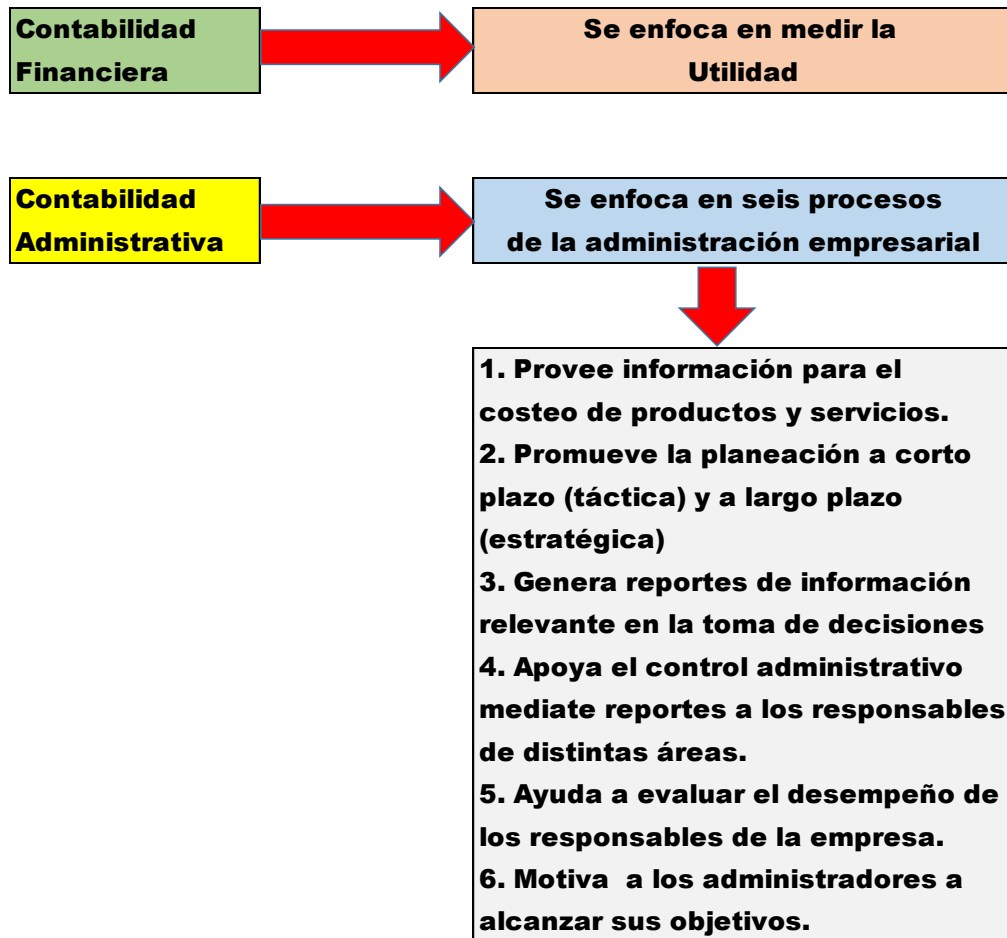 Contabilidad
Financiera
Se enfoca en medir la
Utilidad
Contabilidad
Administrativa
Se enfoca en seis procesos
de la administración empresarial
1. Provee información para el
costeo de productos y servicios.
2. Promueve la planeación a corto
plazo (táctica) y a largo plazo
(estratégica)
3. Genera reportes de información
relevante en la toma de decisiones
4. Apoya el control administrativo
mediate reportes a los responsables
de distintas áreas.
5. Ayuda a evaluar el desempeño de
los responsables de la empresa.
6. Motiva  a los administradores a
alcanzar sus objetivos.